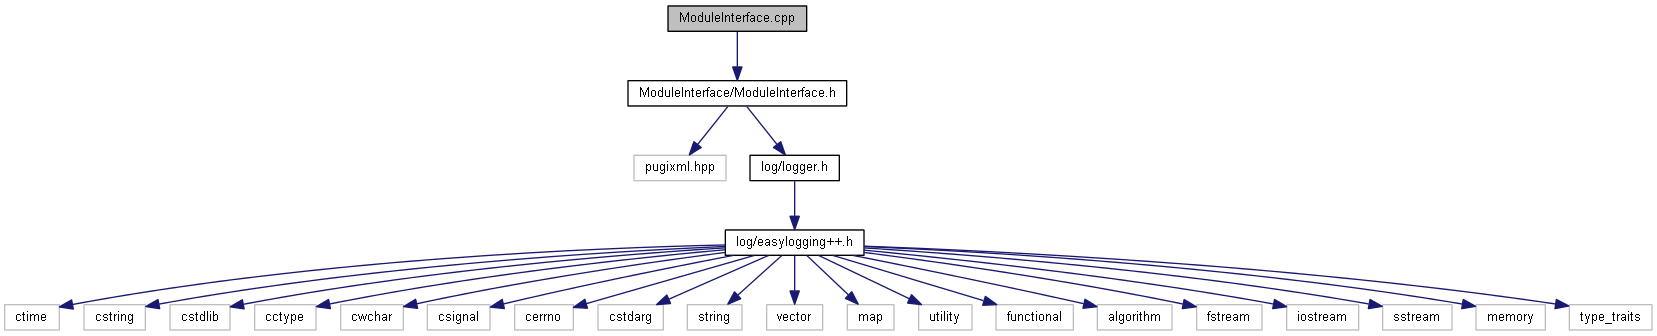 ModuleInterface.cpp
ModuleInterface/ModuleInterface.h
pugixml.hpp
log/logger.h
log/easylogging++.h
ctime
cstring
cstdlib
cctype
cwchar
csignal
cerrno
cstdarg
string
vector
map
utility
functional
algorithm
fstream
iostream
sstream
memory
type_traits